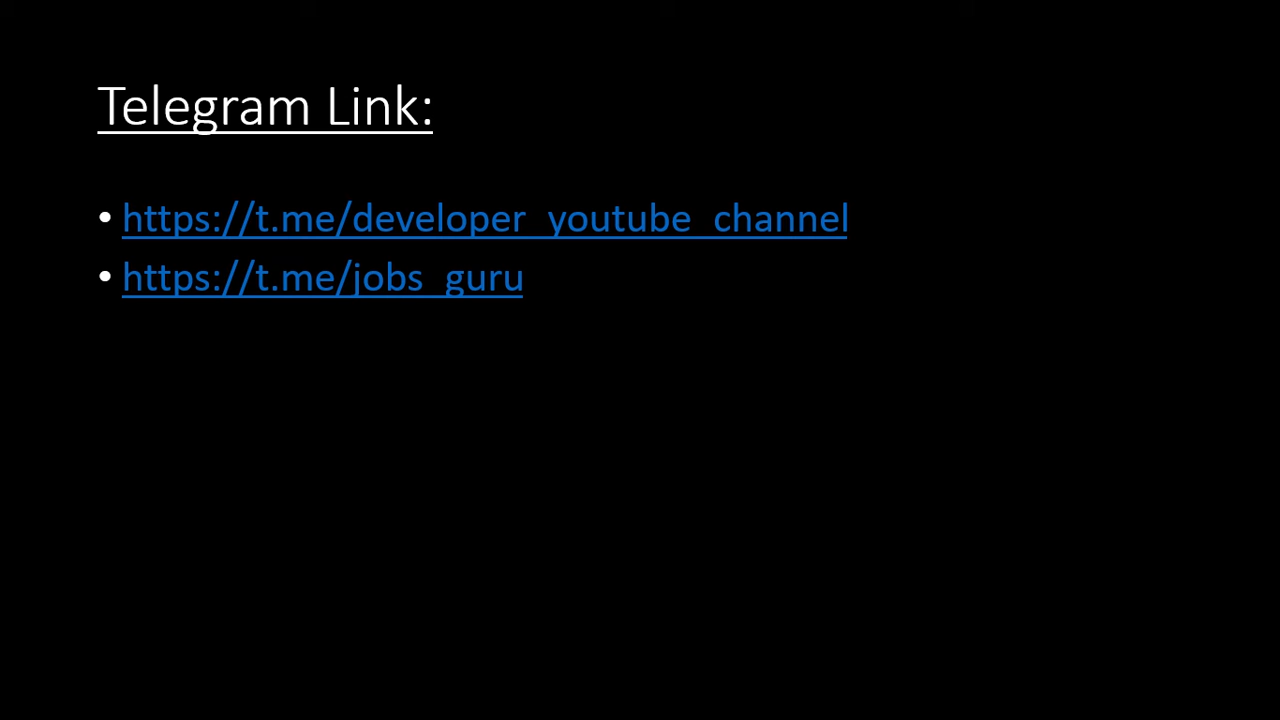 Telegram Link:
• https://t.me/developer_youtube_channel
• https://t.me/jobs_guru